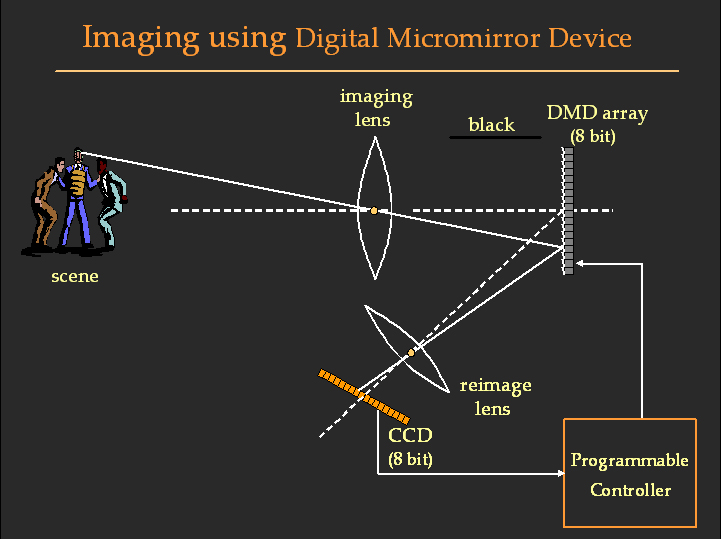 Imaging using Digital Micromirror Device
imaging
lens
black
DMD array
(8 bit)
scene
reimage
lens
CCD
(8 bit)
Programmable
Controller